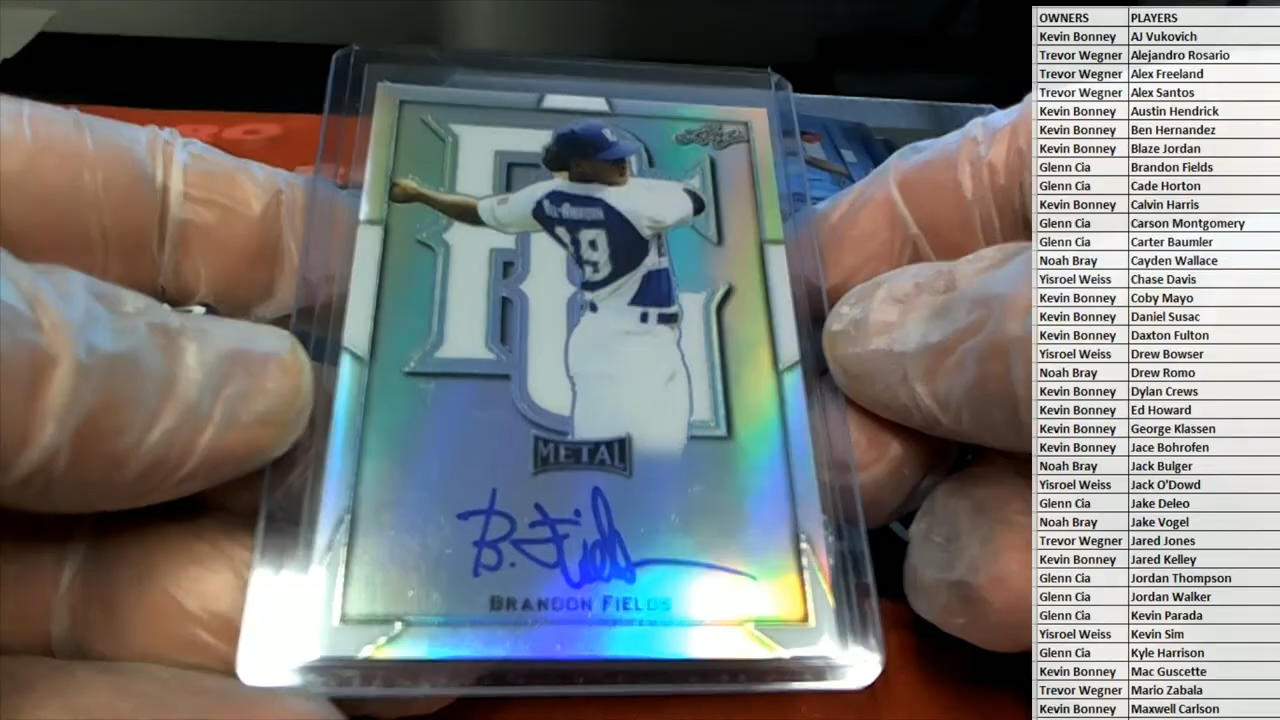 OWNERS PLAYERS
Kevin Bonney AJ Vukovich
Trevor Wegner Alejandro Rosario
Trevor Wegner Alex Freeland
Trevor Wegner Alex Santos
Kevin Bonney Austin Hendrick
Kevin Bonney Ben Hernandez
Kevin Bonney Blaze Jordan
Glenn Cia Brandon Fields
Glenn Cia Cade Horton
Kevin Bonney Calvin Harris
Glenn Cia Carson Montgomery
Glenn Cia Carter Baumler
Noah Bray Cayden Wallace
Yisroel Weiss Chase Davis
Kevin Bonney Coby Mayo
Kevin Bonney Daniel Susac
Kevin Bonney Daxton Fulton
Yisroel Weiss Drew Bowser
Noah Bray Drew Romo
Kevin Bonney Dylan Crews
Kevin Bonney Ed Howard
Kevin Bonney George Klassen
Kevin Bonney Jace Bohrofen
Noah Bray Jack Bulger
Yisroel Weiss Jack O'Dowd
Glenn Cia Jake Deleo
Noah Bray Jake Vogel
Trevor Wegner Jared Jones
Kevin Bonney Jared Kelley
Glenn Cia Jordan Thompson
Glenn Cia Jordan Walker
Glenn Cia Kevin Parada
Yisroel Weiss Kevin Sim
Glenn Cia Kyle Harrison
Kevin Bonney Mac Guscette
Trevor Wegner Mario Zabala
Kevin Bonney Maxwell Carlson
19
METAL
B. Fields
BRANDON FIELDS